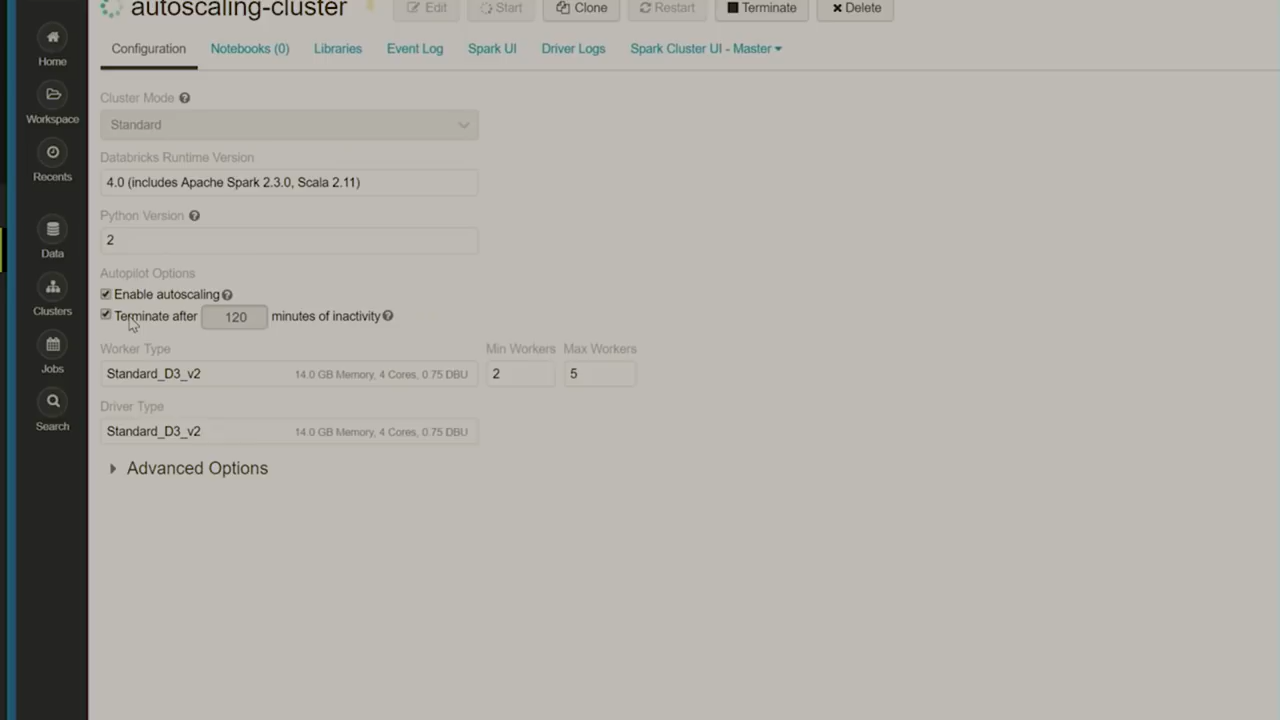 autoscaling-cluster
Edit
Start
Clone
Restart
Terminate
Delete
Home
Workspace
Recents
Data
Clusters
Jobs
Search
Configuration
Notebooks (0)
Libraries
Event Log
Spark UI
Driver Logs
Spark Cluster UI - Master
Cluster Mode
Standard
Databricks Runtime Version
4.0 (includes Apache Spark 2.3.0, Scala 2.11)
Python Version
2
Autopilot Options
Enable autoscaling
Terminate after 120 minutes of inactivity
Worker Type Min Workers Max Workers
Standard_D3_v2 14.0 GB Memory, 4 Cores, 0.75 DBU 2 5
Driver Type
Standard_D3_v2 14.0 GB Memory, 4 Cores, 0.75 DBU
Advanced Options